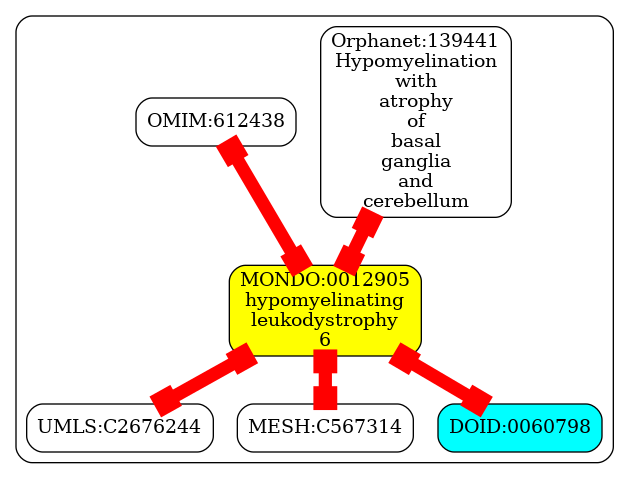 Orphanet:139441
Hypomyelination
with
atrophy
of
basal
ganglia
and
cerebellum
OMIM:612438
MONDO:0012905
hypomyelinating
leukodystrophy
6
UMLS:C2676244
MESH:C567314
DOID:0060798